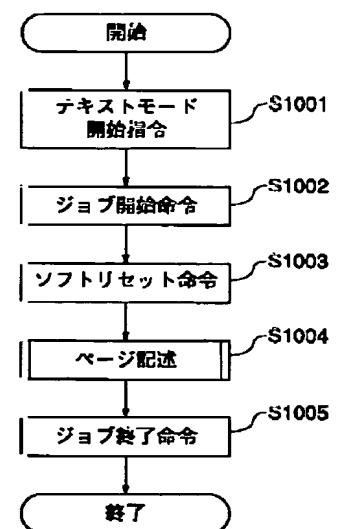 開始
テキストモード
開始指令
S1001
ジョブ開始命令
S1002
ソフトリセット命令
S1003
ページ記述
S1004
ジョブ終了命令
S1005
終了